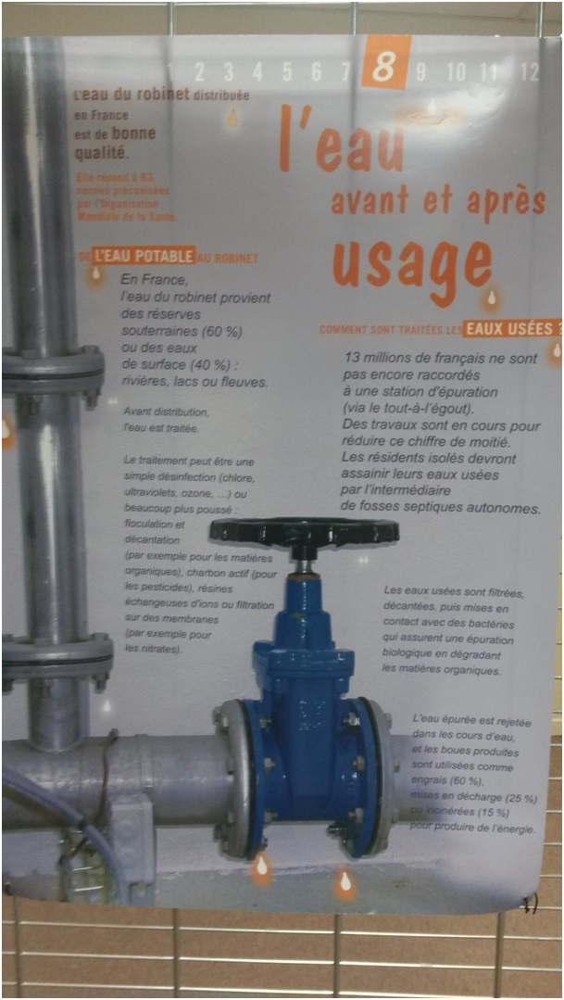 1 2 3 4 5 6 7 8 9 10 11 12
L'eau du robinet distribuée
en France
est de bonne
qualité.
Elle répond à 63
normes préconisées
par l'Organisation
Mondiale de la Santé.
l'eau
avant et après
usage
DE L'EAU POTABLE AU ROBINET
En France,
l'eau du robinet provient
des réserves
souterraines (60 %)
ou des eaux
de surface (40 %) :
rivières, lacs ou fleuves.
Avant distribution,
l'eau est traitée.
Le traitement peut être une
simple désinfection (chlore,
ultraviolets, ozone, ...) ou
beaucoup plus poussé :
floculation et
décantation
(par exemple pour les matières
organiques), charbon actif (pour
les pesticides), résines
échangeuses d'ions ou filtration
sur des membranes
(par exemple pour
les nitrates).
COMMENT SONT TRAITÉES LES EAUX USÉES ?
13 millions de français ne sont
pas encore raccordés
à une station d'épuration
(via le tout-à-l'égout).
Des travaux sont en cours pour
réduire ce chiffre de moitié.
Les résidents isolés devront
assainir leurs eaux usées
par l'intermédiaire
de fosses septiques autonomes.
Les eaux usées sont filtrées,
décantées, puis mises en
contact avec des bactéries
qui assurent une épuration
biologique en dégradant
les matières organiques.
L'eau épurée est rejetée
dans les cours d'eau,
et les boues produites
sont utilisées comme
engrais (60 %),
mises en décharge (25 %)
ou incinérées (15 %)
pour produire de l'énergie.